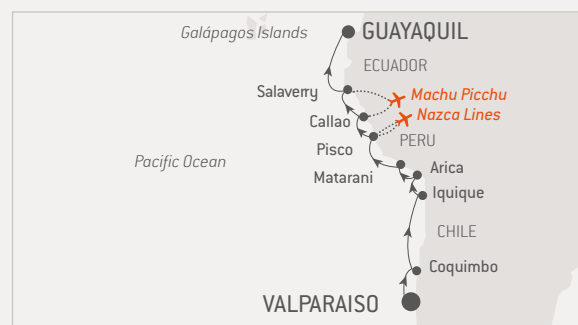 Galápagos Islands
GUAYAQUIL
ECUADOR
Salaverry
Machu Picchu
Nazca Lines
Callao
PERU
Pisco
Pacific Ocean
Arica
Matarani
Iquique
CHILE
Coquimbo
VALPARAISO